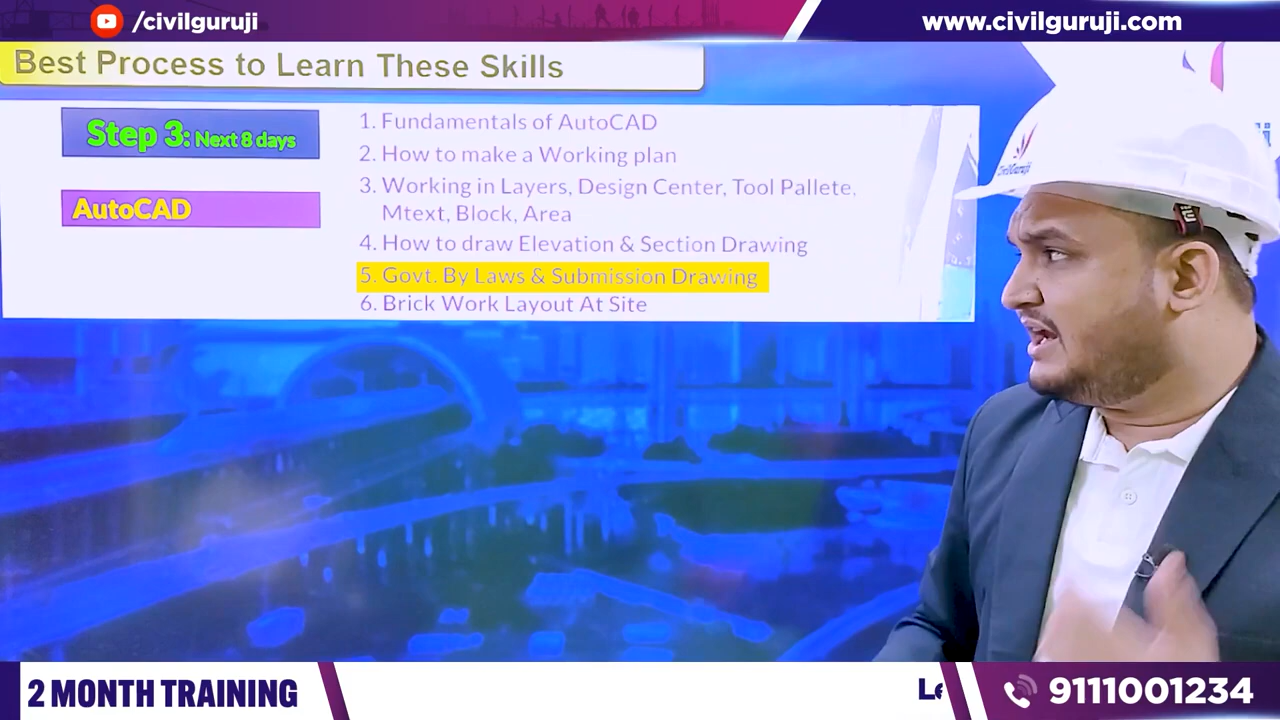 /civilguruji
www.civilguruji.com
Best Process to Learn These Skills
Step 3: Next 8 days
AutoCAD
1. Fundamentals of AutoCAD
2. How to make a Working plan
3. Working in Layers, Design Center, Tool Pallete,
Mtext, Block, Area
4. How to draw Elevation & Section Drawing
5. Govt. By Laws & Submission Drawing
6. Brick Work Layout At Site
CivilGuruji
2 MONTH TRAINING
9111001234